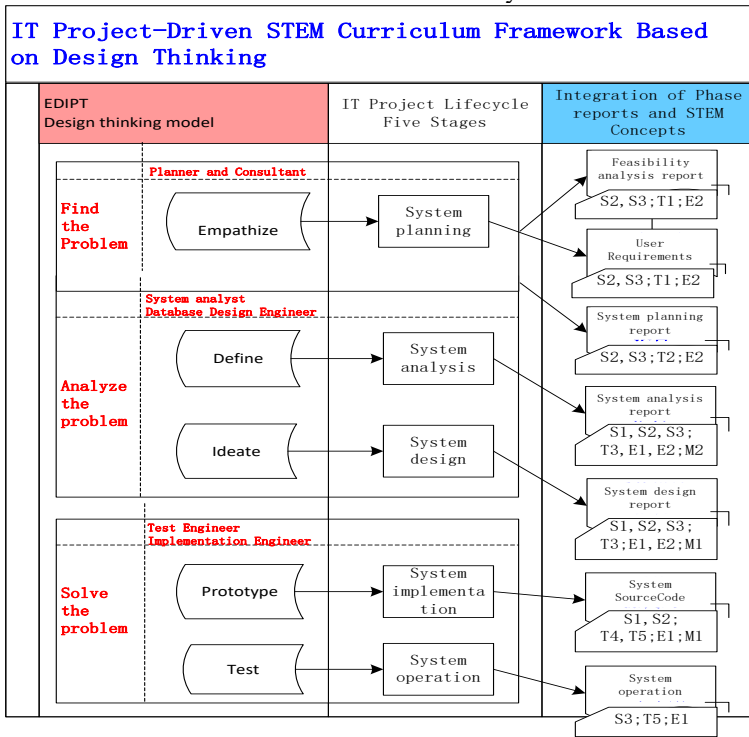 IT Project-Driven STEM Curriculum Framework Based
on Design Thinking
EDIPT
Design thinking model
IT Project Lifecycle
Five Stages
Integration of Phase
reports and STEM
Concepts
Planner and Consultant
Find
the
Problem
Empathize
System
planning
Feasibility
analysis report
S2,S3;T1;E2
User
Requirements
S2,S3;T1;E2
System analyst
Database Design Engineer
System planning
report
S2,S3;T2;E2
Analyze
the
problem
Define
System
analysis
System analysis
report
S1,S2,S3;
T3,E1,E2;M2
Ideate
System
design
System design
report
S1,S2,S3;
T3;E1,E2;M1
Test Engineer
Implementation Engineer
Solve
the
problem
Prototype
System
implementa
tion
System
SourceCode
S1,S2;
T4,T5;E1;M1
Test
System
operation
System
operation
S3;T5;E1